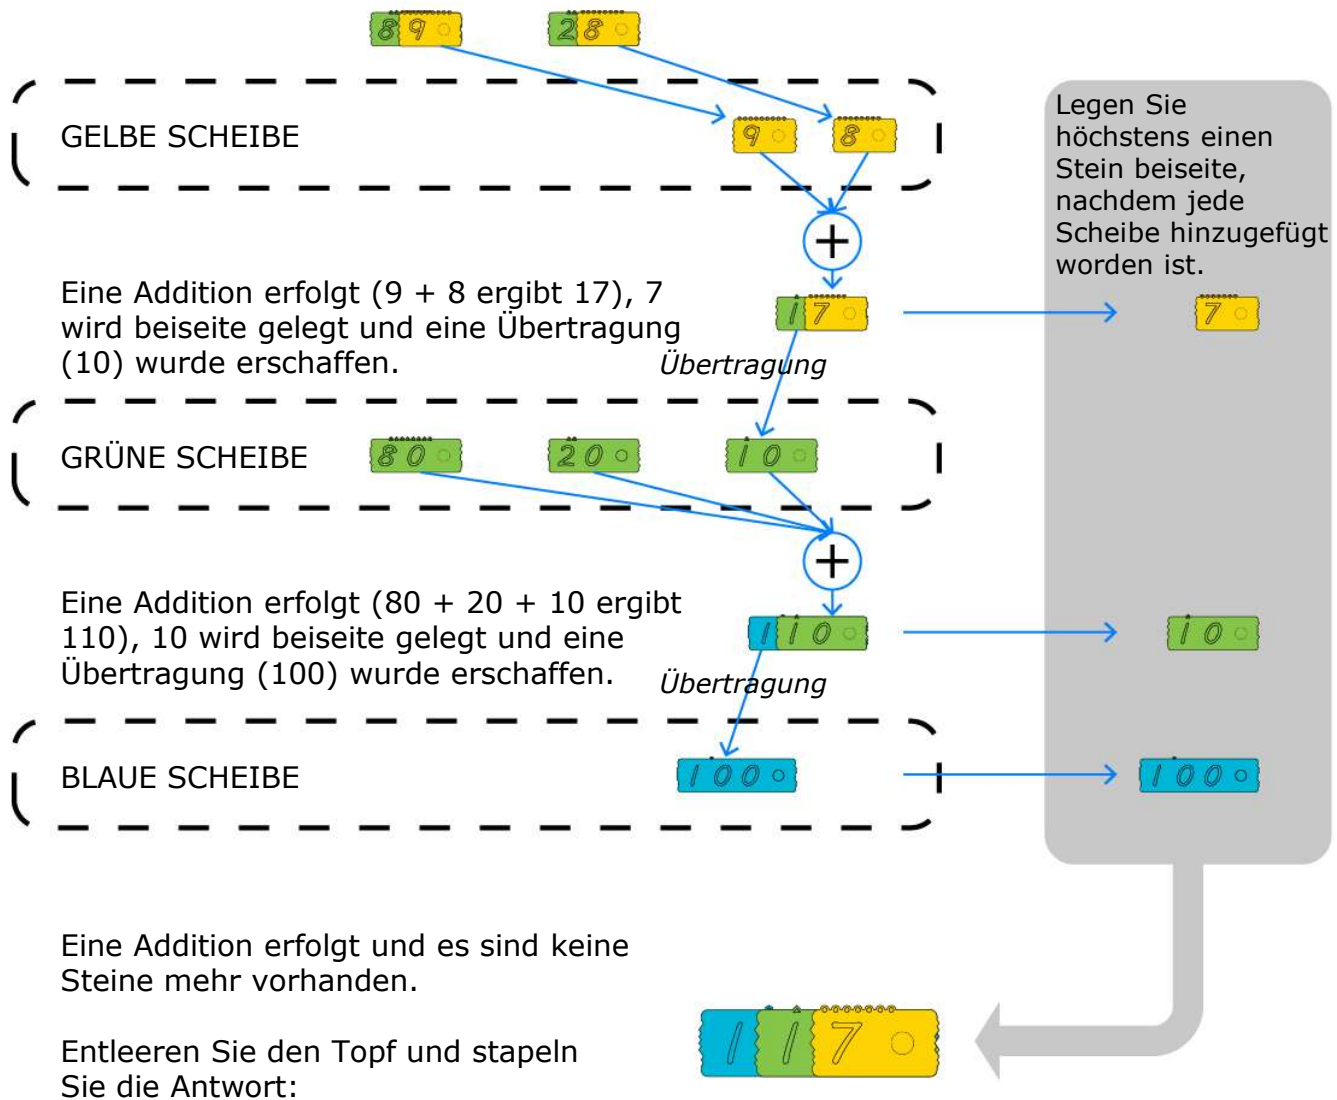 89 28
GELBE SCHEIBE
9 8
Legen Sie
höchstens einen
Stein beiseite,
nachdem jede
Scheibe hinzugefügt
worden ist.
+
Eine Addition erfolgt (9 + 8 ergibt 17), 7
wird beiseite gelegt und eine Übertragung
(10) wurde erschaffen.
17
7
Übertragung
GRÜNE SCHEIBE
80 20 10
+
Eine Addition erfolgt (80 + 20 + 10 ergibt
110), 10 wird beiseite gelegt und eine
Übertragung (100) wurde erschaffen.
110
10
Übertragung
BLAUE SCHEIBE
100
100
Eine Addition erfolgt und es sind keine
Steine mehr vorhanden.
Entleeren Sie den Topf und stapeln
Sie die Antwort:
117